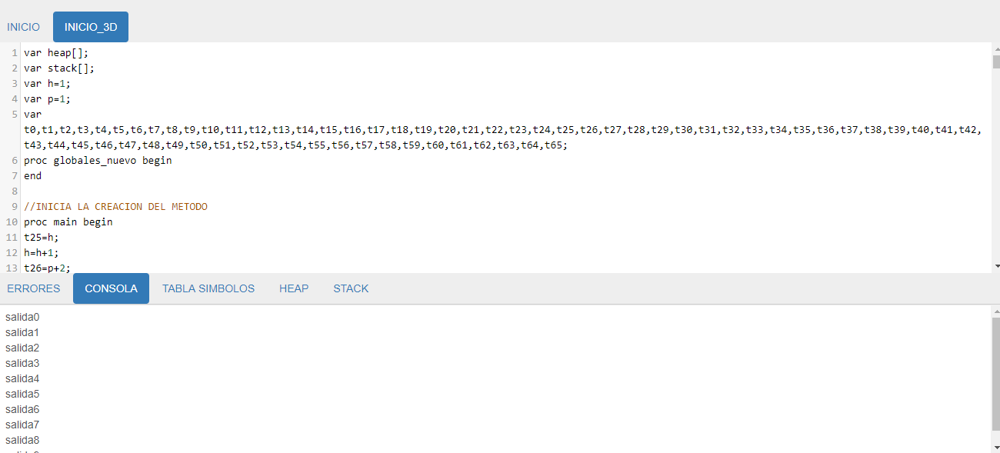 INICIO INICIO_3D
1 var heap[];
2 var stack[];
3 var h=1;
4 var p=1;
5 var
t0,t1,t2,t3,t4,t5,t6,t7,t8,t9,t10,t11,t12,t13,t14,t15,t16,t17,t18,t19,t20,t21,t22,t23,t24,t25,t26,t27,t28,t29,t30,t31,t32,t33,t34,t35,t36,t37,t38,t39,t40,t41,t42,
t43,t44,t45,t46,t47,t48,t49,t50,t51,t52,t53,t54,t55,t56,t57,t58,t59,t60,t61,t62,t63,t64,t65;
6 proc globales_nuevo begin
7 end
8
9 //INICIA LA CREACION DEL METODO
10 proc main begin
11 t25=h;
12 h=h+1;
13 t26=p+2;
ERRORES CONSOLA TABLA SIMBOLOS HEAP STACK
salida0
salida1
salida2
salida3
salida4
salida5
salida6
salida7
salida8